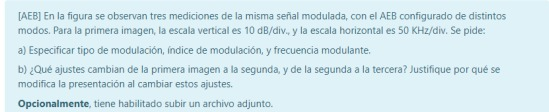 [AEB] En la figura se observan tres mediciones de la misma señal modulada, con el AEB configurado de distintos
modos. Para la primera imagen, la escala vertical es 10 dB/div., y la escala horizontal es 50 KHz/div. Se pide:
a) Especificar tipo de modulación, índice de modulación, y frecuencia modulante.
b) ¿Qué ajustes cambian de la primera imagen a la segunda, y de la segunda a la tercera? Justifique por qué se
modifica la presentación al cambiar estos ajustes.
Opcionalmente, tiene habilitado subir un archivo adjunto.